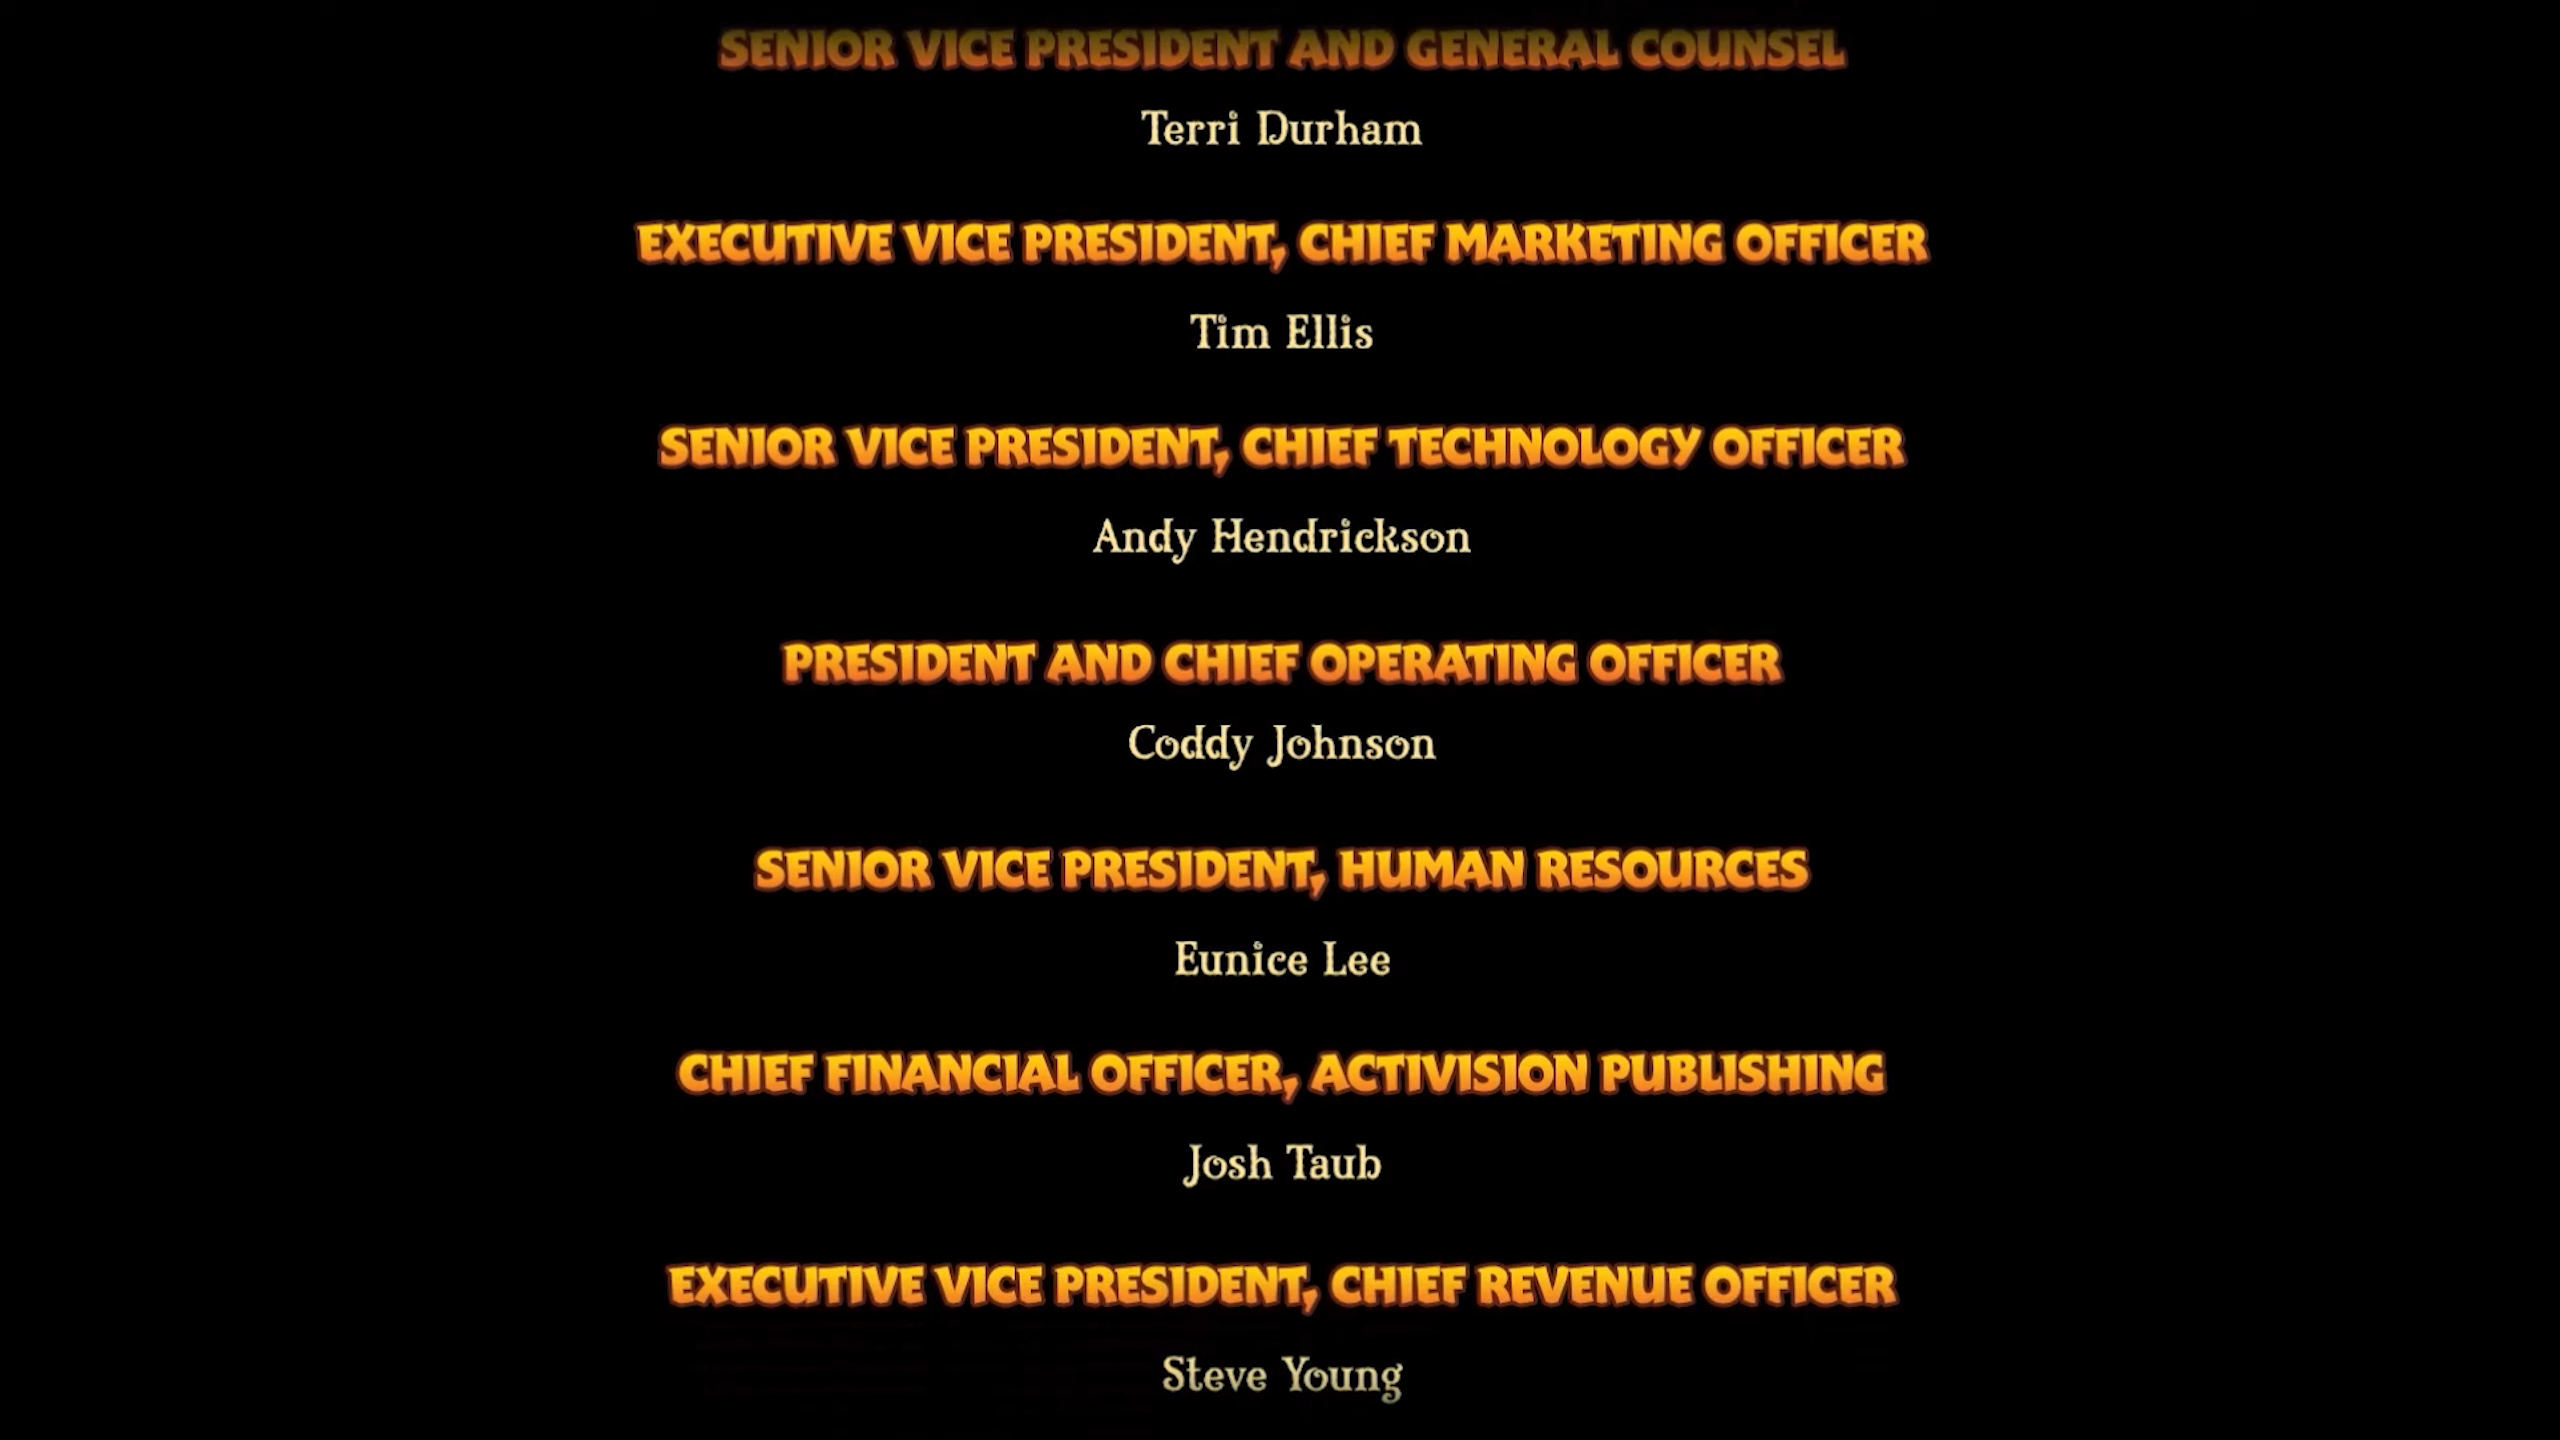 SENIOR VICE PRESIDENT AND GENERAL COUNSEL
Terri Durham
EXECUTIVE VICE PRESIDENT, CHIEF MARKETING OFFICER
Tim Ellis
SENIOR VICE PRESIDENT, CHIEF TECHNOLOGY OFFICER
Andy Hendrickson
PRESIDENT AND CHIEF OPERATING OFFICER
Coddy Johnson
SENIOR VICE PRESIDENT, HUMAN RESOURCES
Eunice Lee
CHIEF FINANCIAL OFFICER, ACTIVISION PUBLISHING
Josh Taub
EXECUTIVE VICE PRESIDENT, CHIEF REVENUE OFFICER
Steve Young